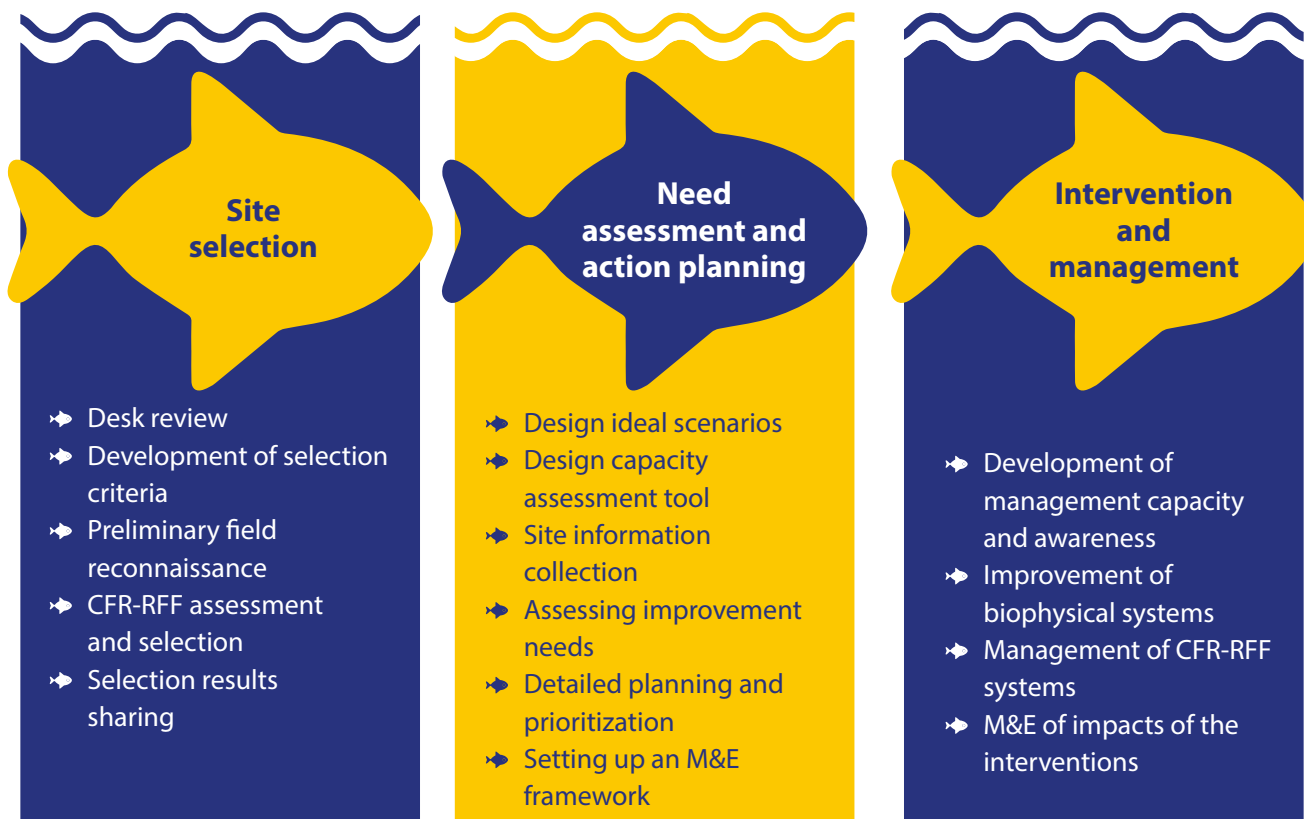 Site
selection
Desk review
Development of selection
criteria
Preliminary field
reconnaissance
CFR-RFF assessment
and selection
Selection results
sharing
Need
assessment and
action planning
Design ideal scenarios
Design capacity
assessment tool
Site information
collection
Assessing improvement
needs
Detailed planning and
prioritization
Setting up an M&E
framework
Intervention
and
management
Development of
management capacity
and awareness
Improvement of
biophysical systems
Management of CFR-RFF
systems
M&E of impacts of the
interventions